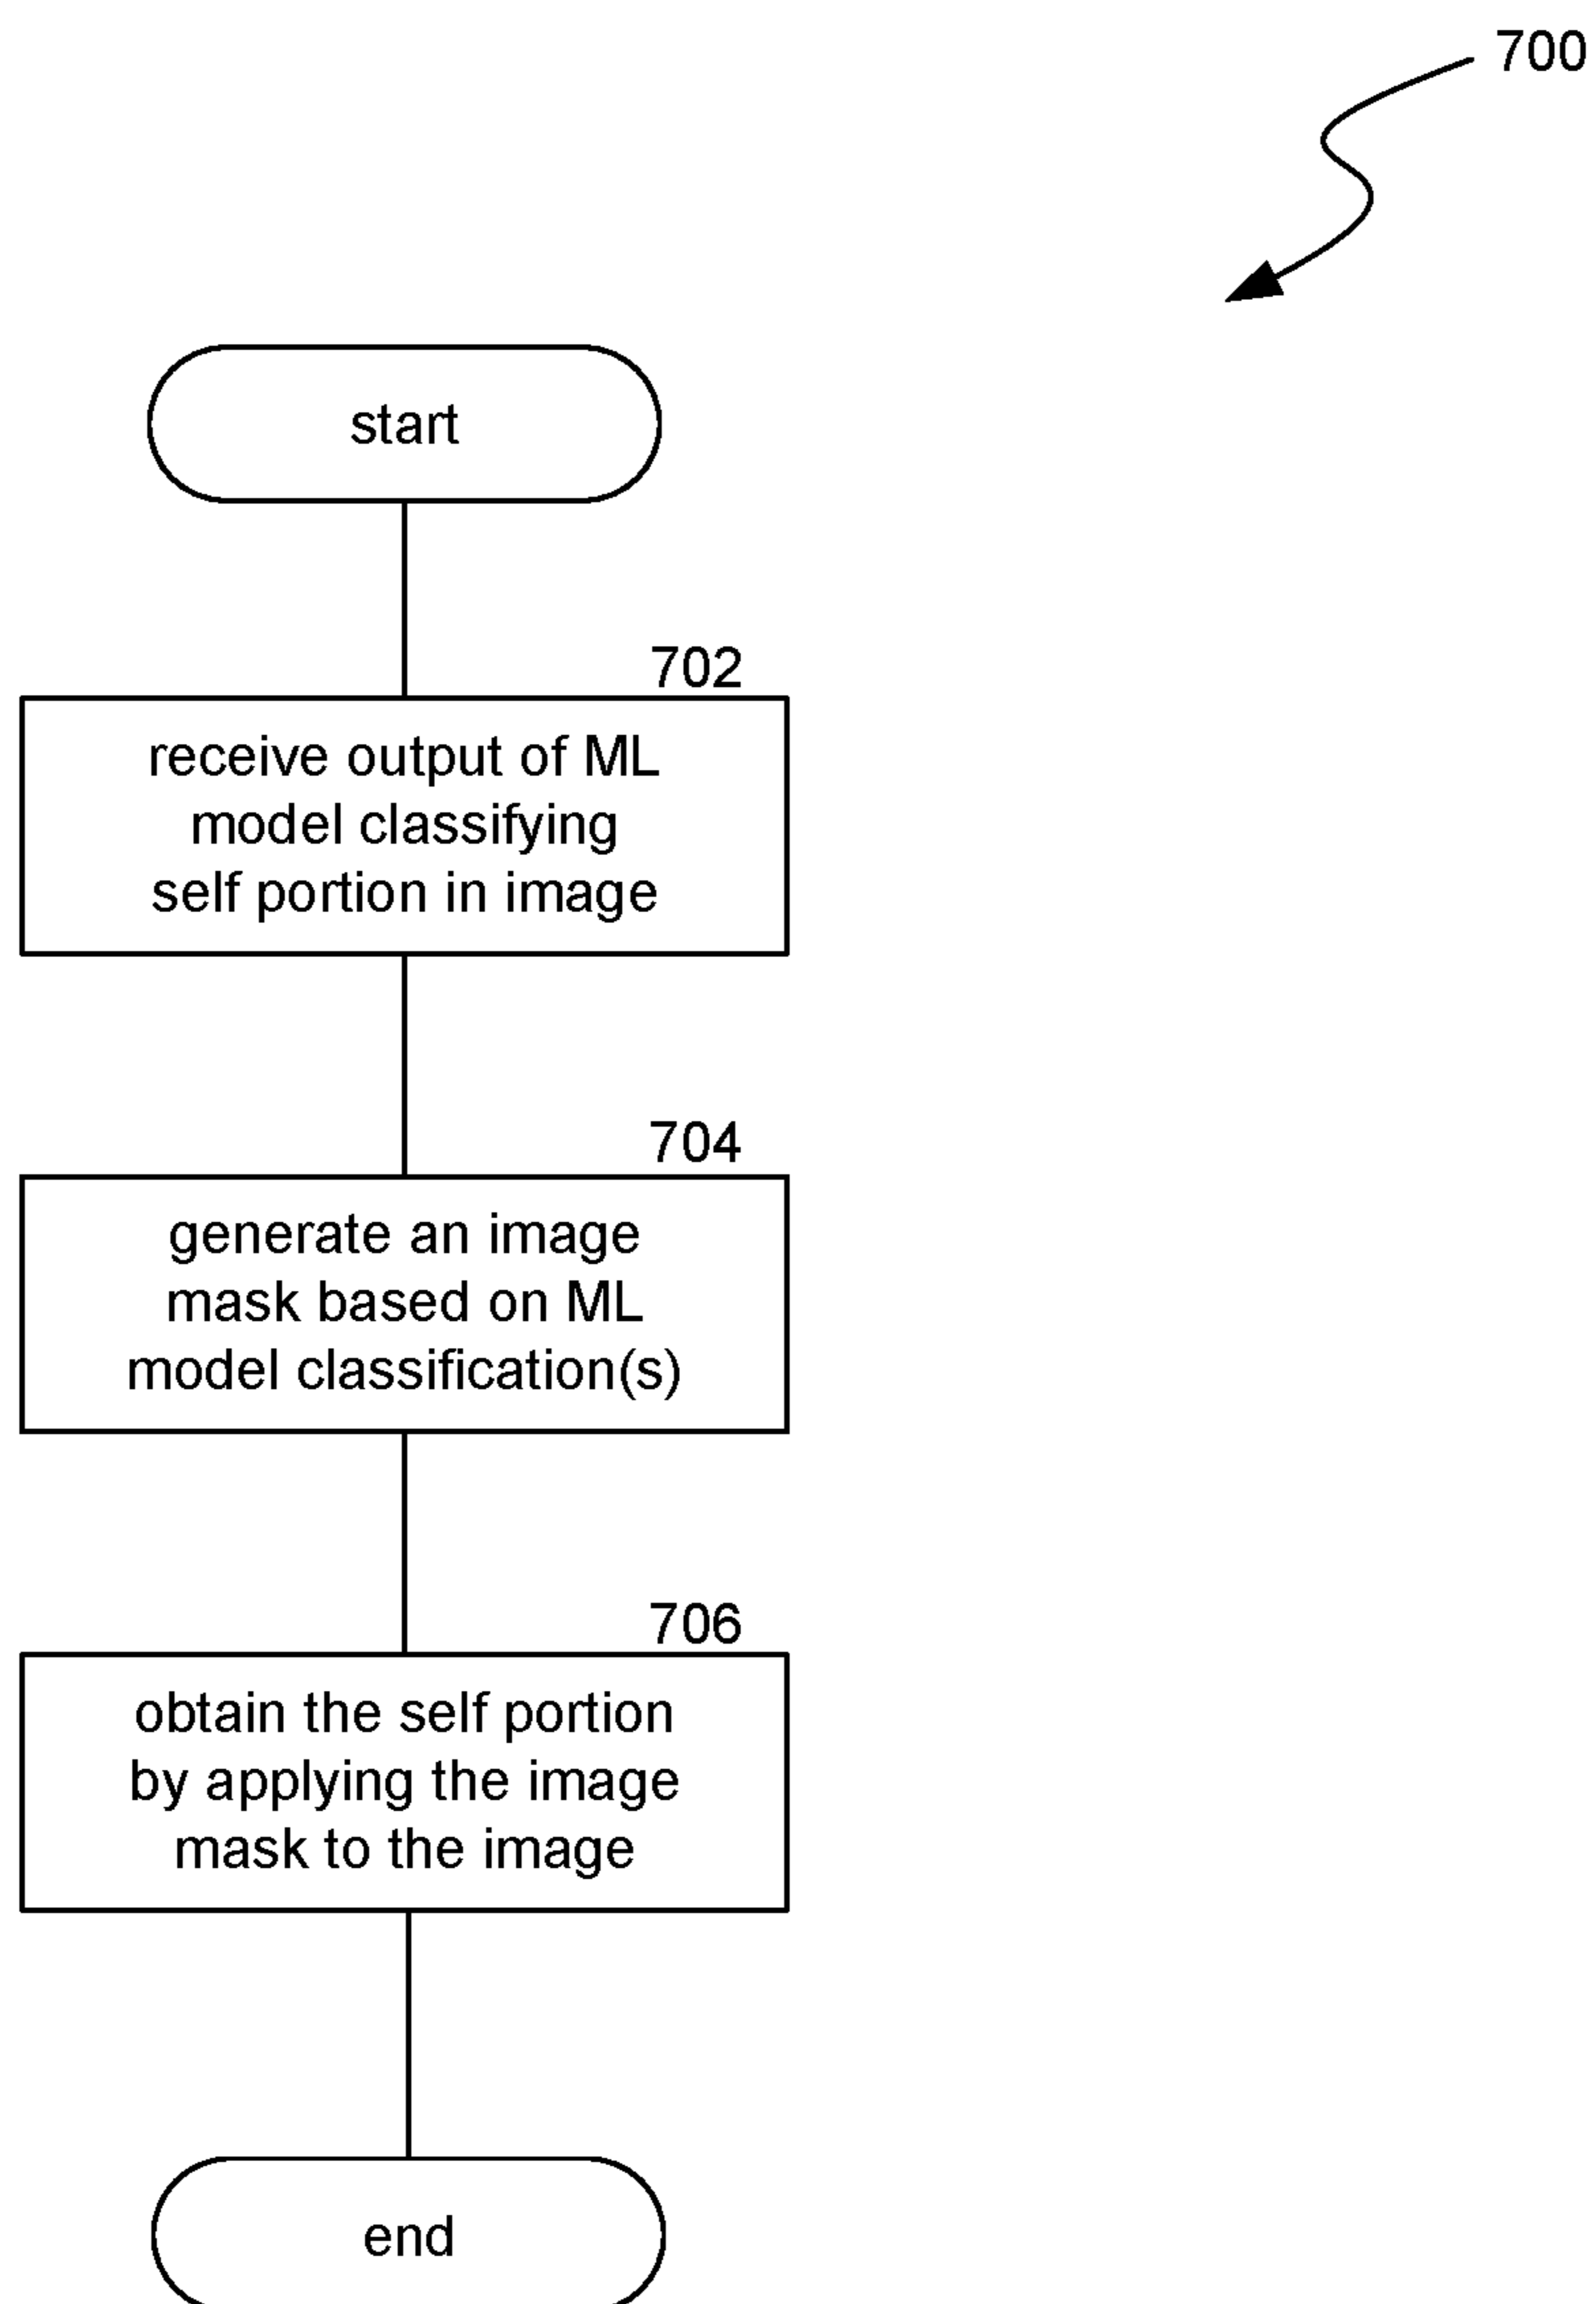 700
start
702
receive output of ML
model classifying
self portion in image
704
generate an image
mask based on ML
model classification(s)
706
obtain the self portion
by applying the image
mask to the image
end